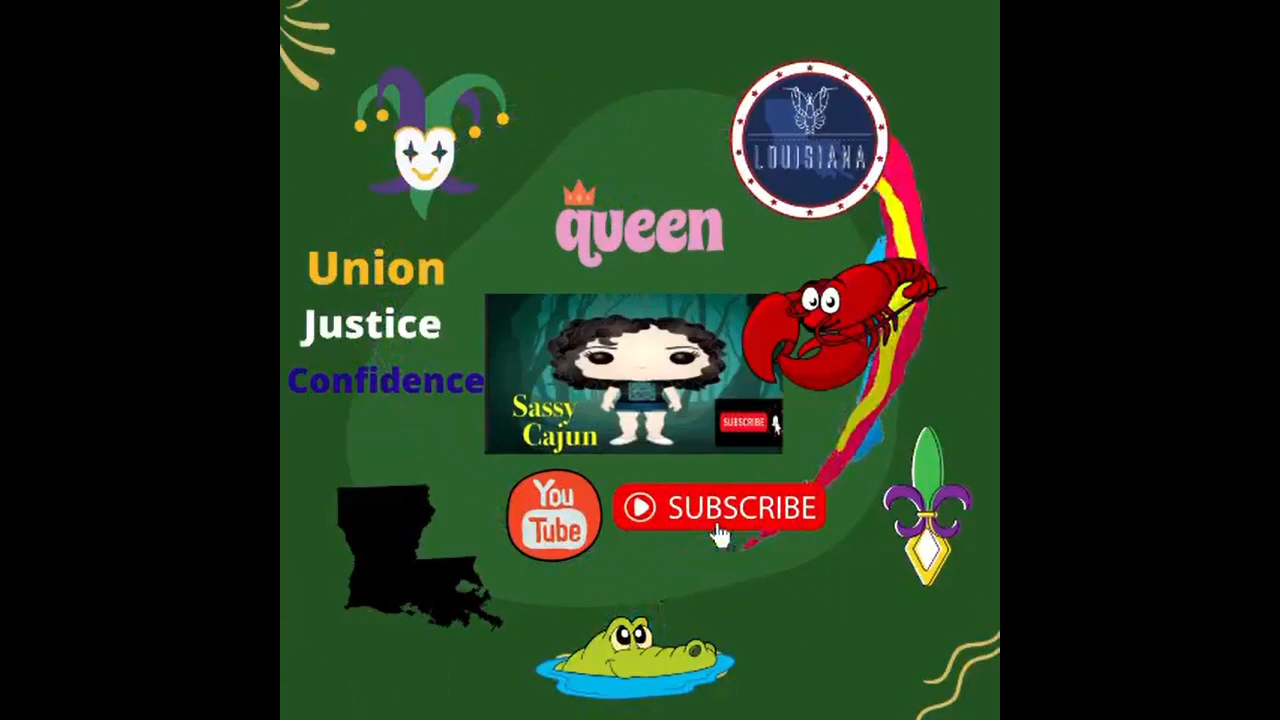 LOUISIANA
queen
Union
Justice
Confidence
Sassy
Cajun
SUBSCRIBE
You
Tube
SUBSCRIBE